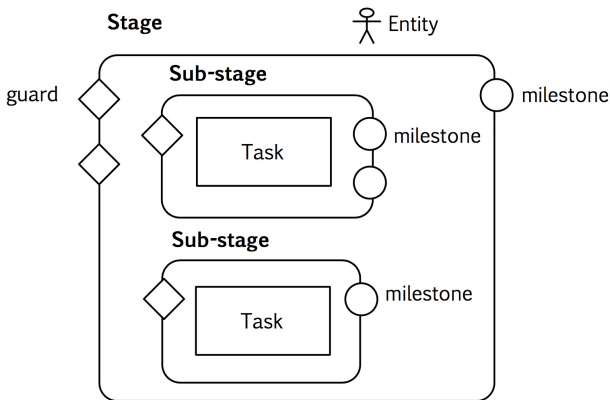 Stage
Entity
Sub-stage
guard
milestone
milestone
Task
Sub-stage
milestone
Task